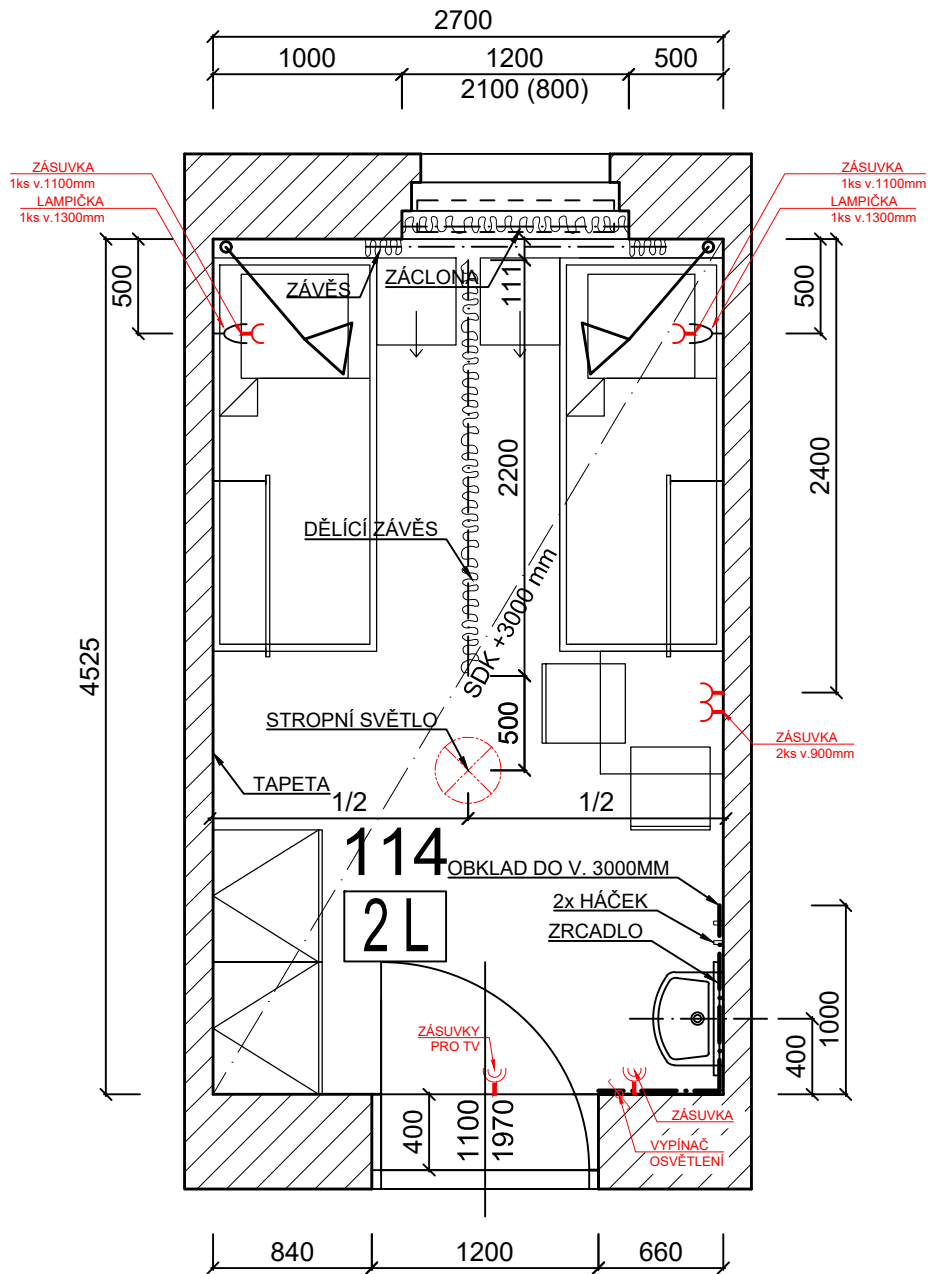 2700
1000
1200
500
2100 (800)
ZÁSUVKA
1ks v.1100mm
LAMPIČKA
1ks v.1300mm
ZÁSUVKA
1ks v.1100mm
LAMPIČKA
1ks v.1300mm
500
ZÁVĚS
ZÁCLONA
111
500
2200
2400
DĚLÍCÍ ZÁVĚS
SDK +3000 mm
4525
STROPNÍ SVĚTLO
500
ZÁSUVKA
2ks v.900mm
TAPETA
1/2
1/2
114
OBKLAD DO V. 3000MM
2x HÁČEK
2 L
ZRCADLO
1000
400
ZÁSUVKY
PRO TV
400
1100
1970
ZÁSUVKA
VYPÍNAČ
OSVĚTLENÍ
840
1200
660